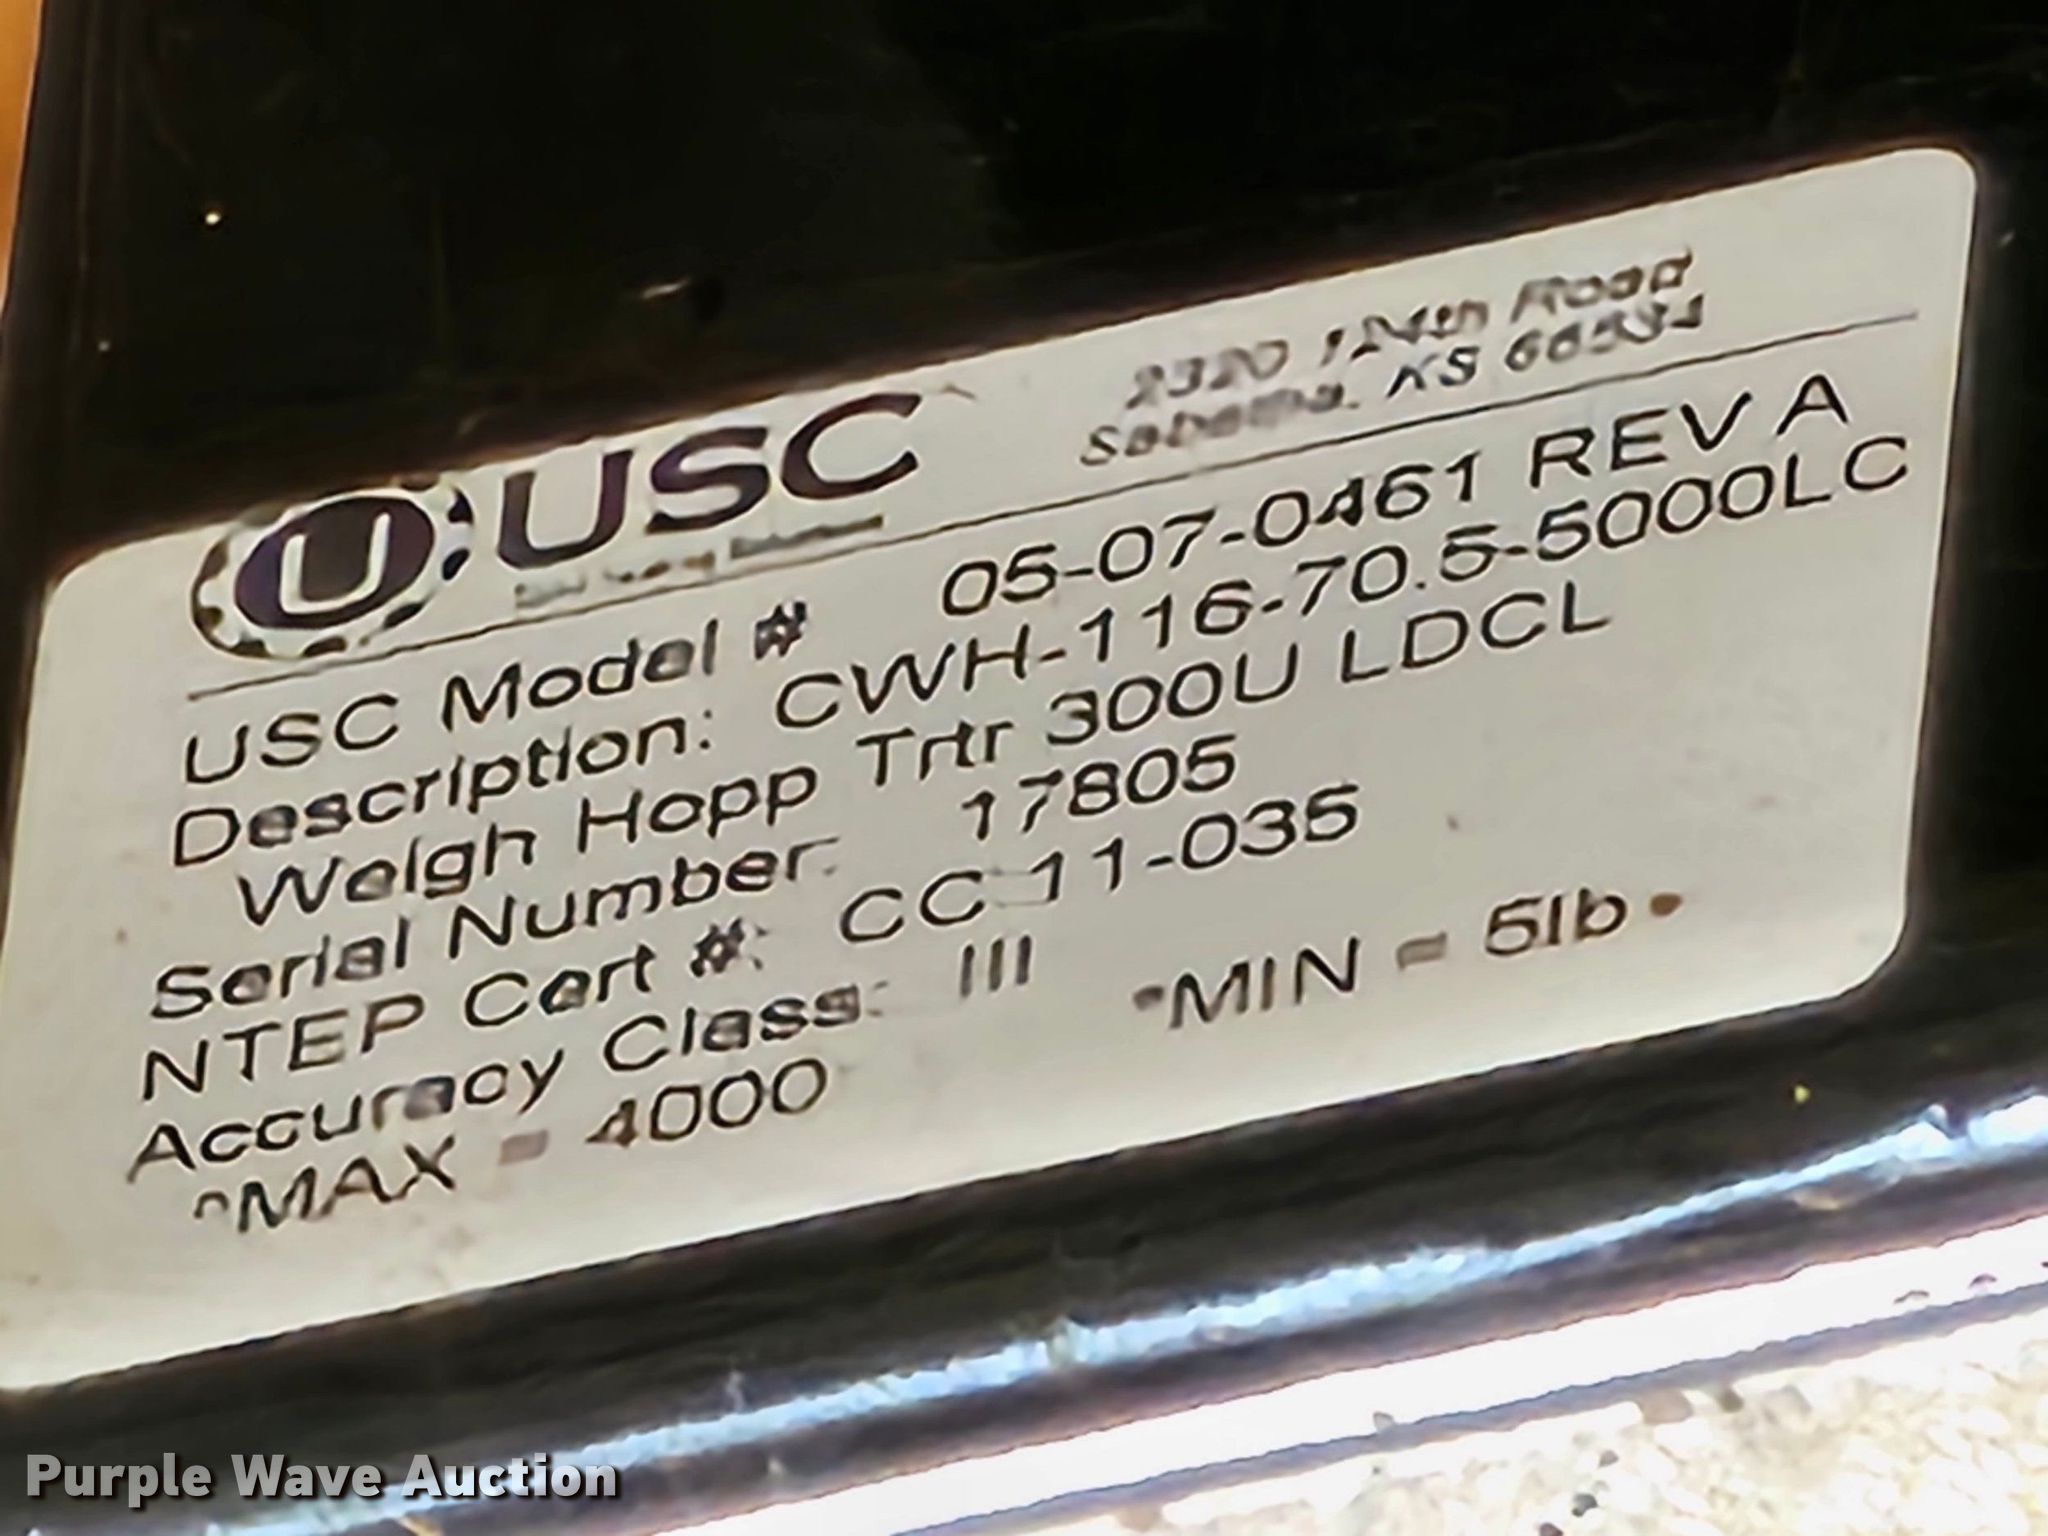 U USC
2320 124th Road
Sabetha, KS 66534
USC Model # 05-07-0461 REV A
Description: CWH-116-70.5-5000LC
Weigh Hopp Trtr 300U LDCL
Serial Number: 17805
NTEP Cert #: CC 11-035
Accuracy Class: III
*MAX = 4000 *MIN = 5lb
Purple Wave Auction